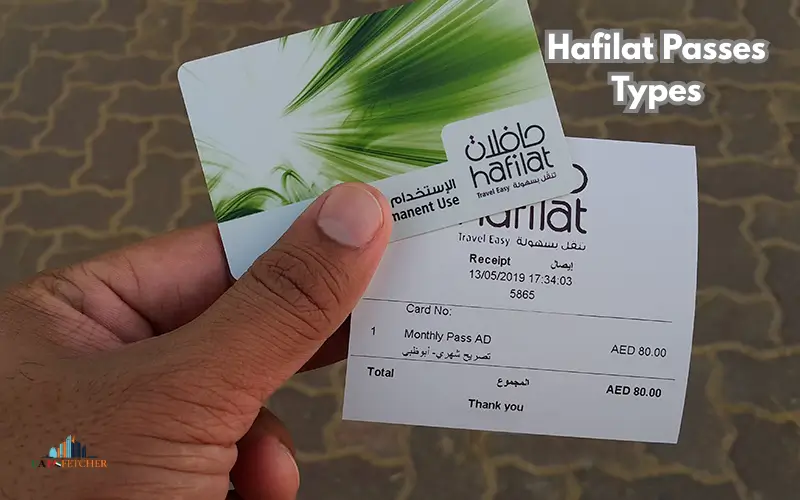 Hafilat Passes
Types
حافلات
hafilat
Travel Easy تنقل بسهولة
الإستخدام
manent Use
hafilat
Travel Easy تنقل بسهولة
Receipt إيصال
13/05/2019 17:34:03
5865
Card No:
1 Monthly Pass AD AED 80.00
تصريح شهري- أبوظبي
Total المجموع AED 80.00
Thank you